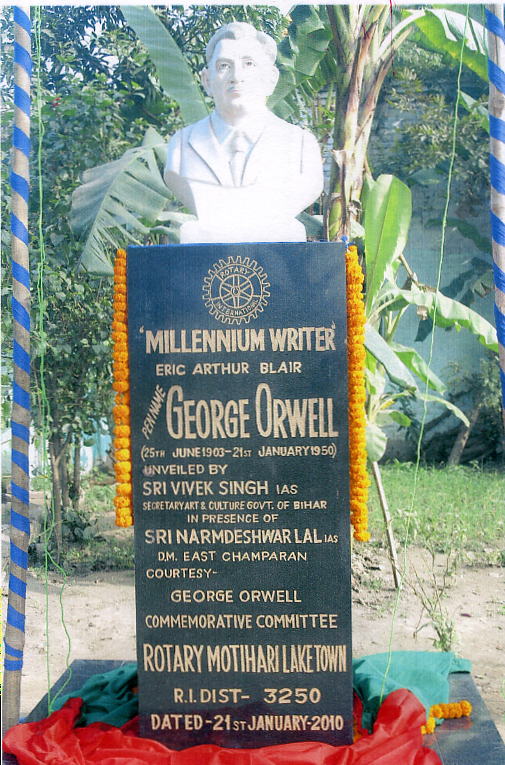 ROTARY
INTERNATIONAL
"MILLENNIUM WRITER"
ERIC ARTHUR BLAIR
PEN NAME GEORGE ORWELL
(25TH JUNE 1903-21ST JANUARY 1950)
UNVEILED BY
SRI VIVEK SINGH IAS
SECRETARY ART & CULTURE GOVT. OF BIHAR
IN PRESENCE OF
SRI NARMDESHWAR LAL IAS
D.M. EAST CHAMPARAN
COURTESY-
GEORGE ORWELL
COMMEMORATIVE COMMITTEE
ROTARY MOTIHARI LAKE TOWN
R.I. DIST- 3250
DATED-21ST JANUARY-2010